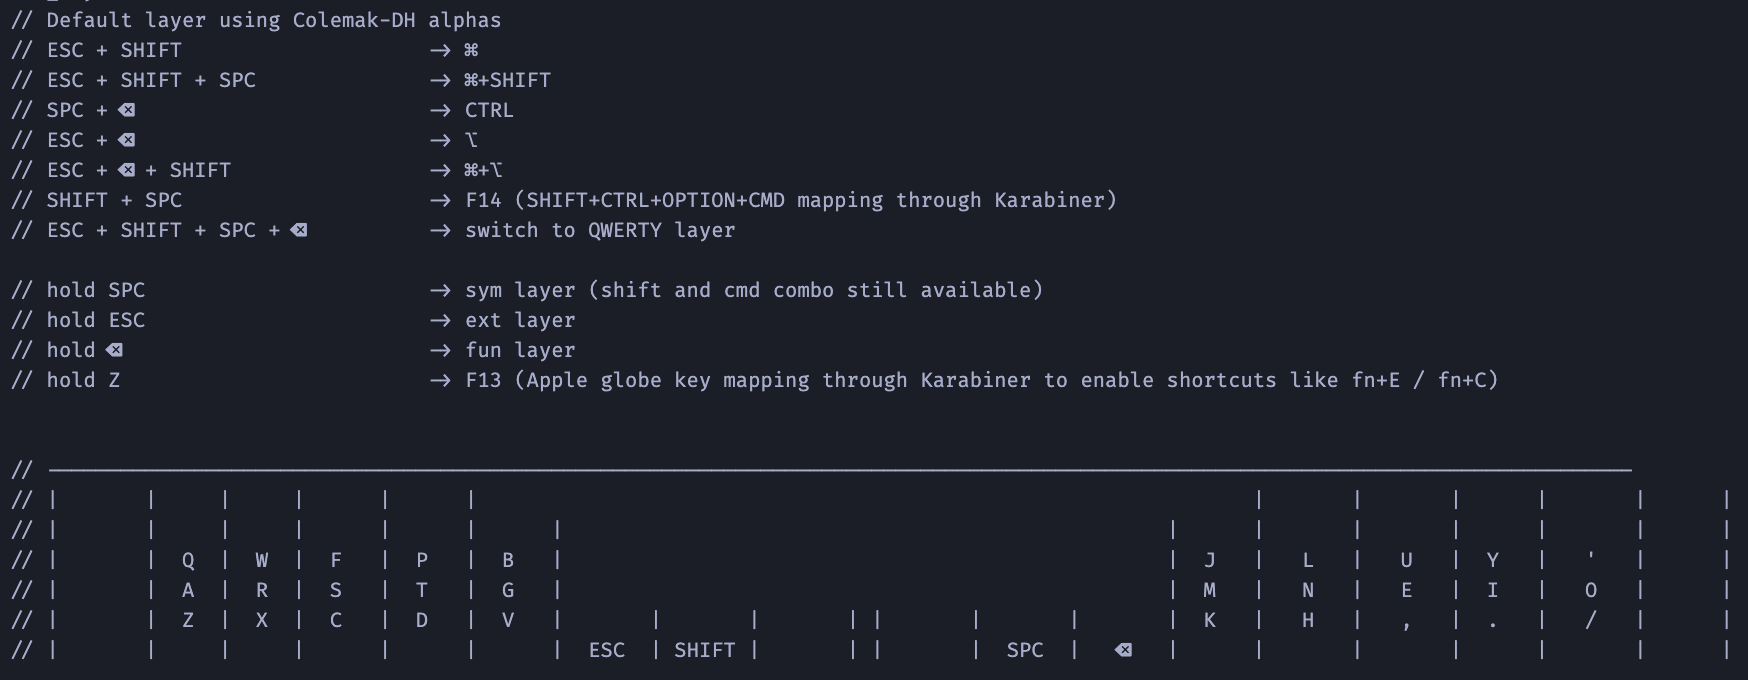 // Default layer using Colemak-DH alphas
// ESC + SHIFT                    -> ⌘
// ESC + SHIFT + SPC              -> ⌘+SHIFT
// SPC + ⌫                        -> CTRL
// ESC + ⌫                        -> ⌥
// ESC + ⌫ + SHIFT                -> ⌘+⌥
// SHIFT + SPC                    -> F14 (SHIFT+CTRL+OPTION+CMD mapping through Karabiner)
// ESC + SHIFT + SPC + ⌫          -> switch to QWERTY layer

// hold SPC                       -> sym layer (shift and cmd combo still available)
// hold ESC                       -> ext layer
// hold ⌫                         -> fun layer
// hold Z                         -> F13 (Apple globe key mapping through Karabiner to enable shortcuts like fn+E / fn+C)

// ─────────────────────────────────────────
// | | | | | | | | | | | | |
// | | | | | | | | | | | | | |
// | | Q | W | F | P | B | | J | L | U | Y | ' | |
// | | A | R | S | T | G | | M | N | E | I | O | |
// | | Z | X | C | D | V | | | | | | | K | H | , | . | / | |
// | | | | | | | ESC | SHIFT | | | | SPC | ⌫ | | | | | | |